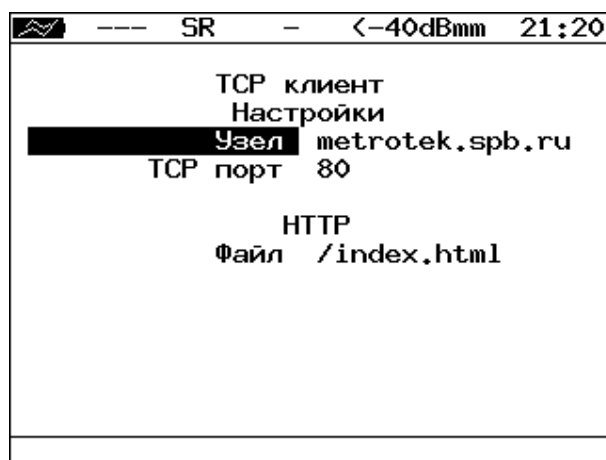 --- SR - <-40dBmm 21:20
TCP клиент
Настройки
Узел metrotek.spb.ru
TCP порт 80
HTTP
Файл /index.html